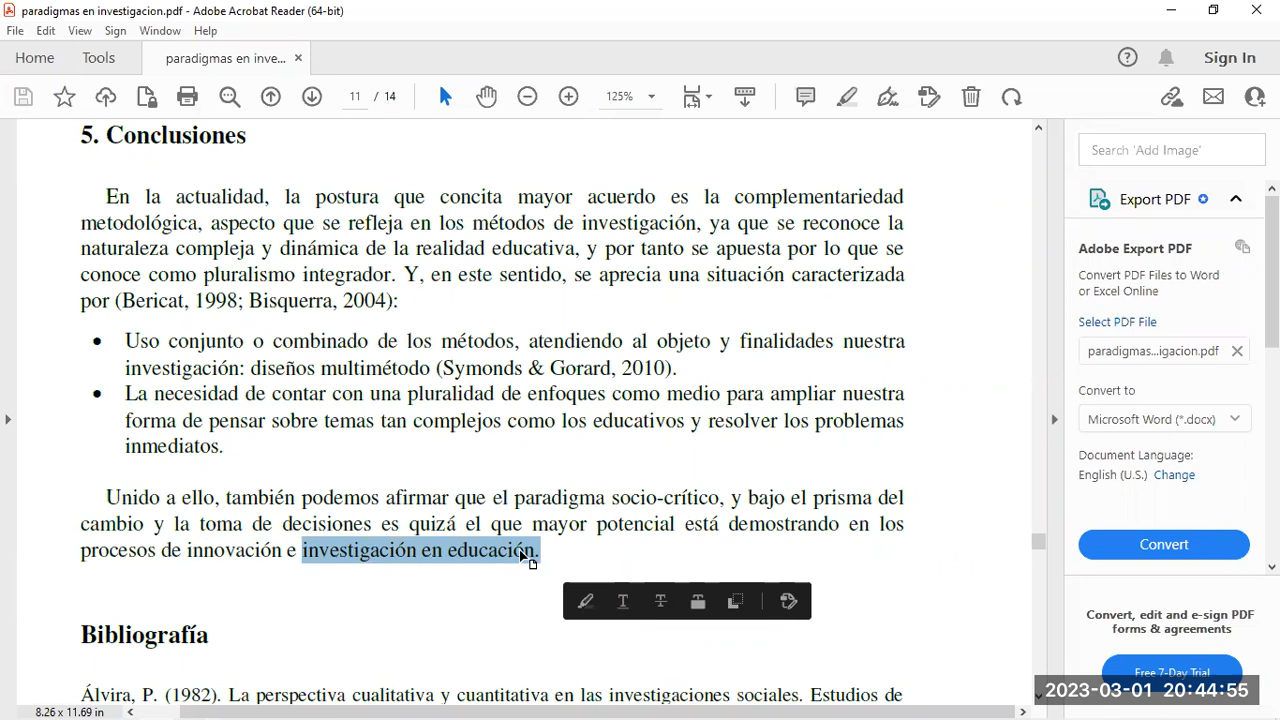 paradigmas en investigacion.pdf - Adobe Acrobat Reader (64-bit)
File Edit View Sign Window Help
Home Tools paradigmas en inve... × Sign In
11 / 14 125%
Search 'Add Image'
Export PDF
Adobe Export PDF
Convert PDF Files to Word
or Excel Online
Select PDF File
paradigmas...igacion.pdf
Convert to
Microsoft Word (*.docx)
Document Language:
English (U.S.) Change
Convert
Convert, edit and e-sign PDF
forms & agreements
Free 7-Day Trial
5. Conclusiones
En la actualidad, la postura que concita mayor acuerdo es la complementariedad
metodológica, aspecto que se refleja en los métodos de investigación, ya que se reconoce la
naturaleza compleja y dinámica de la realidad educativa, y por tanto se apuesta por lo que se
conoce como pluralismo integrador. Y, en este sentido, se aprecia una situación caracterizada
por (Bericat, 1998; Bisquerra, 2004):
• Uso conjunto o combinado de los métodos, atendiendo al objeto y finalidades nuestra
investigación: diseños multimétodo (Symonds & Gorard, 2010).
• La necesidad de contar con una pluralidad de enfoques como medio para ampliar nuestra
forma de pensar sobre temas tan complejos como los educativos y resolver los problemas
inmediatos.
Unido a ello, también podemos afirmar que el paradigma socio-crítico, y bajo el prisma del
cambio y la toma de decisiones es quizá el que mayor potencial está demostrando en los
procesos de innovación e investigación en educación.
Bibliografía
Álvira, P. (1982). La perspectiva cualitativa y cuantitativa en las investigaciones sociales. Estudios de
8.26 x 11.69 in
2023-03-01 20:44:55